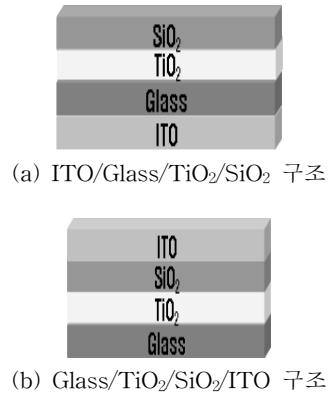 SiO₂
TiO₂
Glass
ITO
(a) ITO/Glass/TiO₂/SiO₂ 구조
ITO
SiO₂
TiO₂
Glass
(b) Glass/TiO₂/SiO₂/ITO 구조